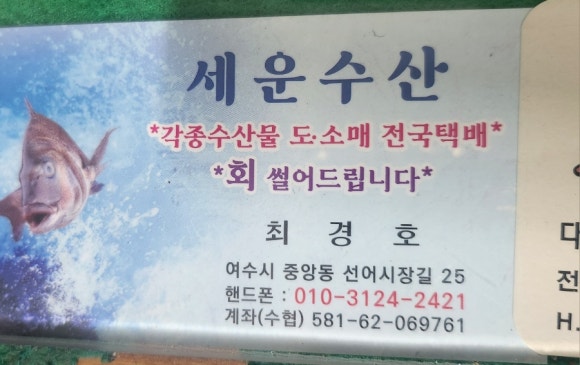 세운수산
*각종수산물 도·소매 전국택배*
*회 썰어드립니다*
최 경 호
여수시 중앙동 선어시장길 25
핸드폰 : 010-3124-2421
계좌(수협) 581-62-069761
대
전
H.